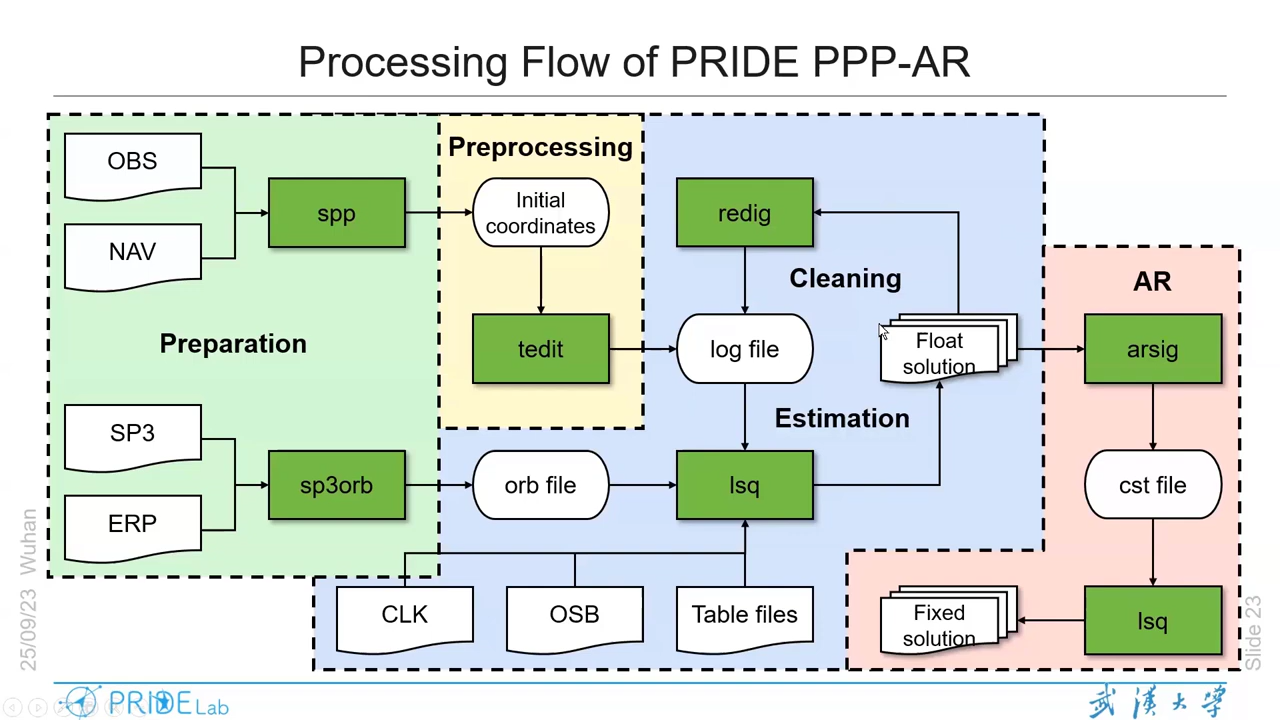 Processing Flow of PRIDE PPP-AR
OBS
NAV
spp
Preparation
SP3
ERP
sp3orb
Preprocessing
Initial
coordinates
tedit
redig
Cleaning
log file
Float
solution
Estimation
orb file
lsq
CLK
OSB
Table files
AR
arsig
cst file
lsq
Fixed
solution
25/09/23 Wuhan
Slide 23
PRIDE Lab
武漢大学